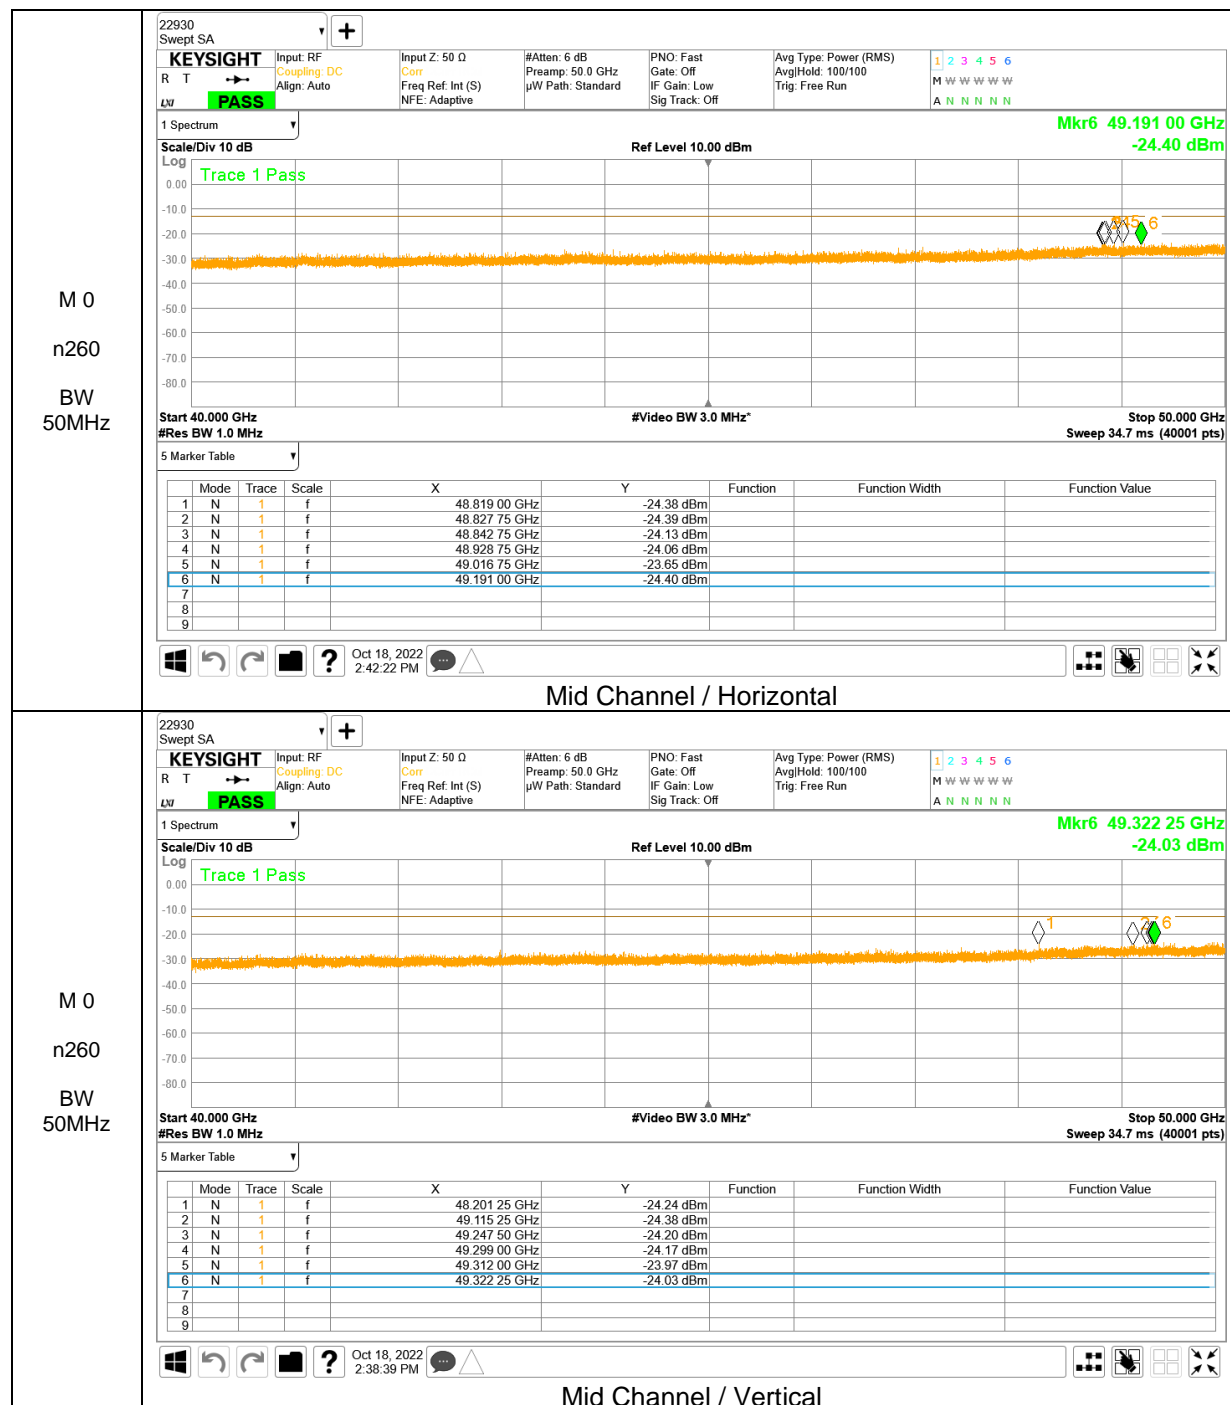 M 0
n260
BW
50MHz
22930
Swept SA
KEYSIGHT
R T
LXI
PASS
Input: RF
Coupling: DC
Align: Auto
Input Z: 50 Ω
Corr
Freq Ref: Int (S)
NFE: Adaptive
#Atten: 6 dB
Preamp: 50.0 GHz
µW Path: Standard
PNO: Fast
Gate: Off
IF Gain: Low
Sig Track: Off
Avg Type: Power (RMS)
Avg|Hold: 100/100
Trig: Free Run
1 2 3 4 5 6
M W W W W W
A N N N N N
1 Spectrum
Mkr6 49.191 00 GHz
Scale/Div 10 dB
Ref Level 10.00 dBm
-24.40 dBm
Log
Trace 1 Pass
0.00
-10.0
-20.0
-30.0
-40.0
-50.0
-60.0
-70.0
-80.0
5 6
Start 40.000 GHz
#Video BW 3.0 MHz*
Stop 50.000 GHz
#Res BW 1.0 MHz
Sweep 34.7 ms (40001 pts)
5 Marker Table
Mode Trace Scale X Y Function Function Width Function Value
1 N 1 f 48.819 00 GHz -24.38 dBm
2 N 1 f 48.827 75 GHz -24.39 dBm
3 N 1 f 48.842 75 GHz -24.13 dBm
4 N 1 f 48.928 75 GHz -24.06 dBm
5 N 1 f 49.016 75 GHz -23.65 dBm
6 N 1 f 49.191 00 GHz -24.40 dBm
7
8
9
?
Oct 18, 2022
2:42:22 PM
Mid Channel / Horizontal
M 0
n260
BW
50MHz
22930
Swept SA
KEYSIGHT
R T
LXI
PASS
Input: RF
Coupling: DC
Align: Auto
Input Z: 50 Ω
Corr
Freq Ref: Int (S)
NFE: Adaptive
#Atten: 6 dB
Preamp: 50.0 GHz
µW Path: Standard
PNO: Fast
Gate: Off
IF Gain: Low
Sig Track: Off
Avg Type: Power (RMS)
Avg|Hold: 100/100
Trig: Free Run
1 2 3 4 5 6
M W W W W W
A N N N N N
1 Spectrum
Mkr6 49.322 25 GHz
Scale/Div 10 dB
Ref Level 10.00 dBm
-24.03 dBm
Log
Trace 1 Pass
0.00
-10.0
-20.0
-30.0
-40.0
-50.0
-60.0
-70.0
-80.0
1
2 6
Start 40.000 GHz
#Video BW 3.0 MHz*
Stop 50.000 GHz
#Res BW 1.0 MHz
Sweep 34.7 ms (40001 pts)
5 Marker Table
Mode Trace Scale X Y Function Function Width Function Value
1 N 1 f 48.201 25 GHz -24.24 dBm
2 N 1 f 49.115 25 GHz -24.38 dBm
3 N 1 f 49.247 50 GHz -24.20 dBm
4 N 1 f 49.299 00 GHz -24.17 dBm
5 N 1 f 49.312 00 GHz -23.97 dBm
6 N 1 f 49.322 25 GHz -24.03 dBm
7
8
9
?
Oct 18, 2022
2:38:39 PM
Mid Channel / Vertical